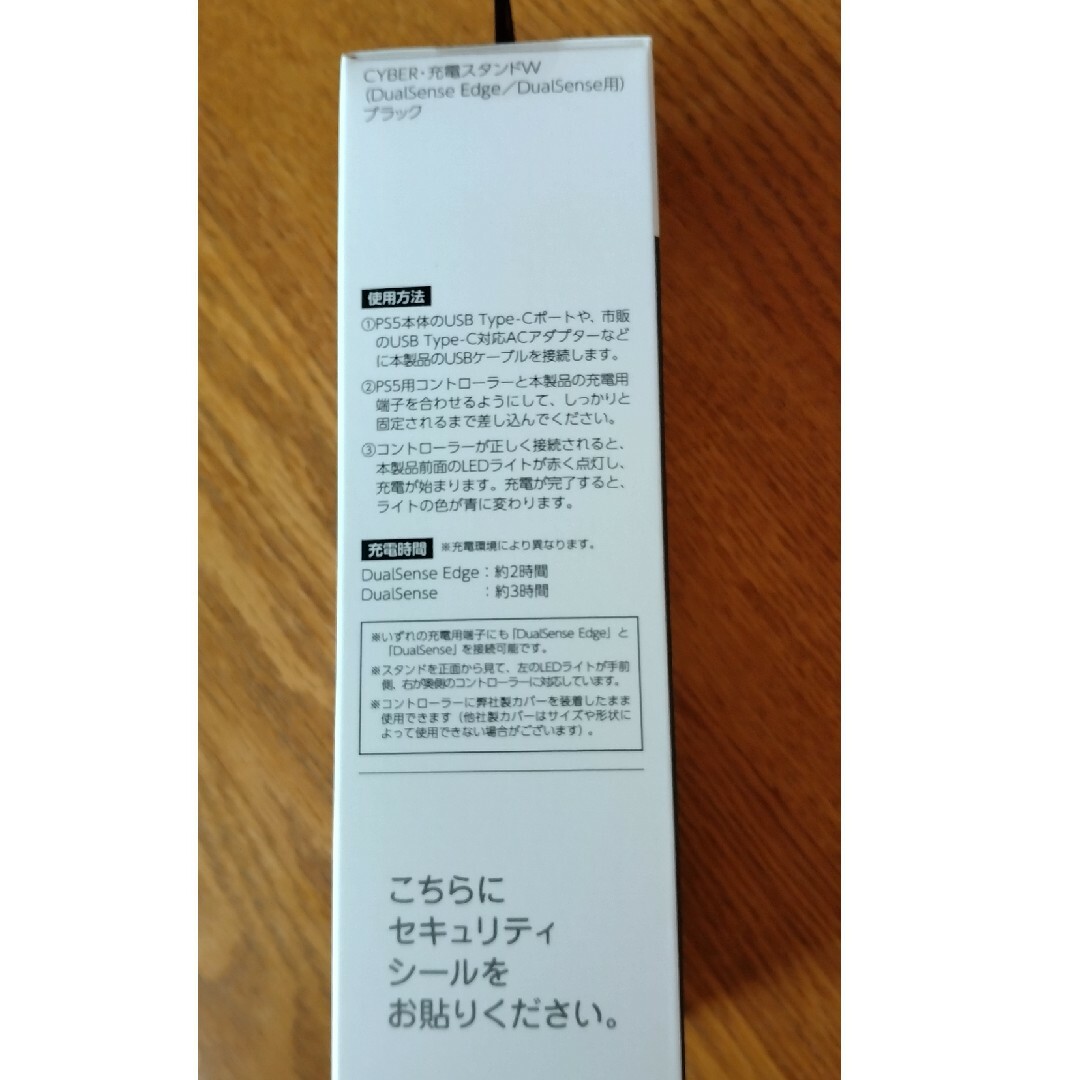 CYBER・充電スタンドW
(DualSense Edge／DualSense用)
ブラック
使用方法
①PS5本体のUSB Type-Cポートや、市販
のUSB Type-C対応ACアダプターなど
に本製品のUSBケーブルを接続します。
②PS5用コントローラーと本製品の充電用
端子を合わせるようにして、しっかりと
固定されるまで差し込んでください。
③コントローラーが正しく接続されると、
本製品前面のLEDライトが赤く点灯し、
充電が始まります。充電が完了すると、
ライトの色が青に変わります。
充電時間 ※充電環境により異なります。
DualSense Edge：約2時間
DualSense ：約3時間
※いずれの充電用端子にも「DualSense Edge」と
「DualSense」を接続可能です。
※スタンドを正面から見て、左のLEDライトが手前
側、右が奥側のコントローラーに対応しています。
※コントローラーに弊社製カバーを装着したまま
使用できます（他社製カバーはサイズや形状に
よって使用できない場合がございます）。
こちらに
セキュリティ
シールを
お貼りください。